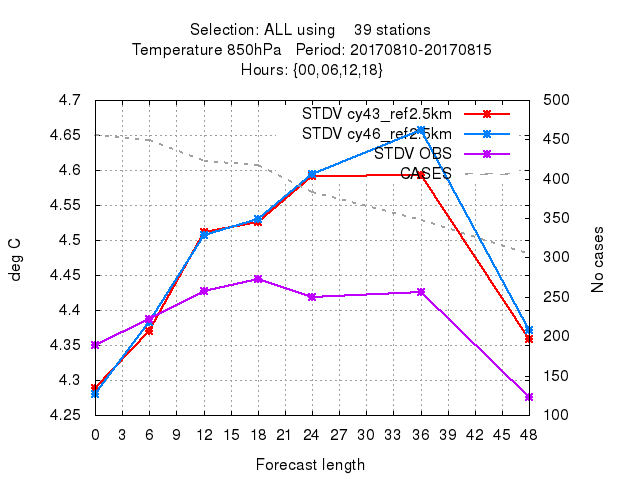 Selection: ALL using 39 stations
Temperature 850hPa Period: 20170810-20170815
Hours: {00,06,12,18}
4.7
4.65
4.6
4.55
4.5
4.45
4.4
4.35
4.3
4.25
deg C
STDV cy43_ref2.5km
STDV cy46_ref2.5km
STDV OBS
CASES
500
450
400
350
300
250
200
150
100
No cases
0 3 6 9 12 15 18 21 24 27 30 33 36 39 42 45 48
Forecast length